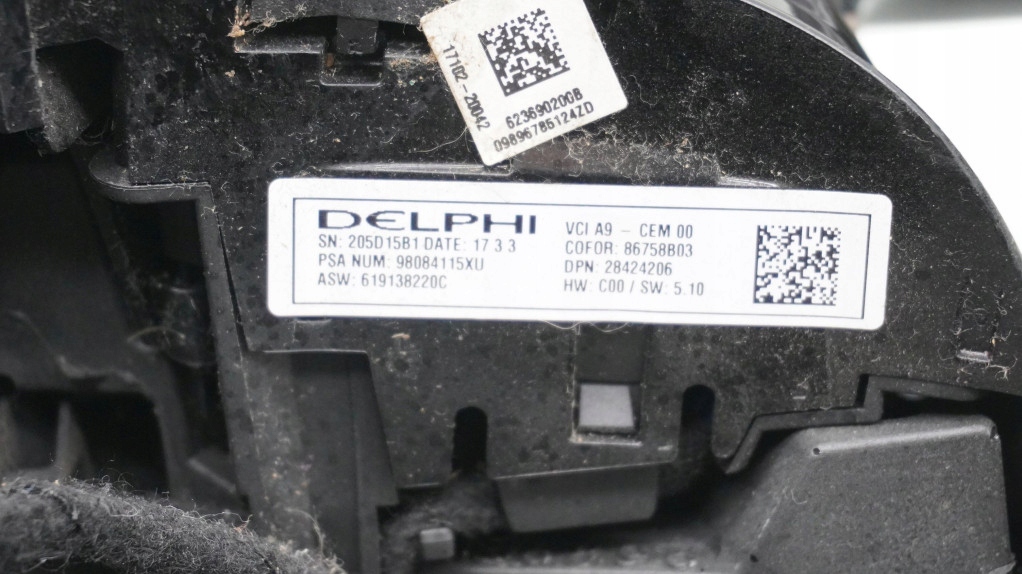 17102-20042
623690200B
09896785124ZD
DELPHI
SN: 205D15B1 DATE: 17 3 3
PSA NUM: 98084115XU
ASW: 619138220C
VCI A9 - CEM 00
COFOR: 86758B03
DPN: 28424206
HW: C00 / SW: 5.10